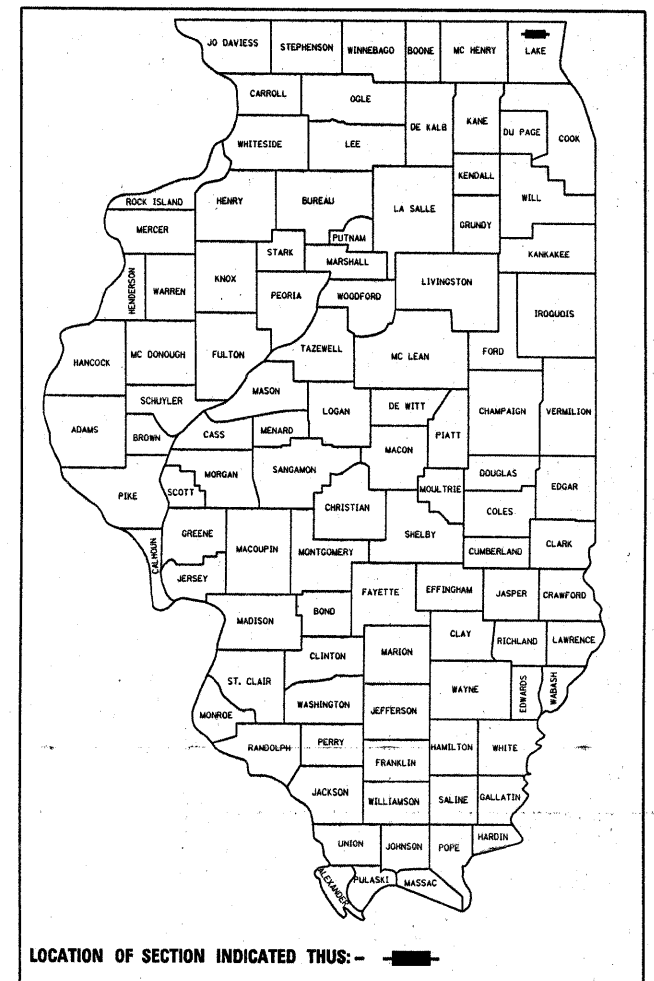 JO DAVIESS STEPHENSON WINNEBAGO BOONE MC HENRY LAKE
CARROLL OGLE DE KALB KANE DU PAGE COOK
WHITESIDE LEE
KENDALL
ROCK ISLAND HENRY BUREAU LA SALLE GRUNDY WILL
MERCER PUTNAM
STARK MARSHALL KANKAKEE
HENDERSON WARREN KNOX PEORIA WOODFORD LIVINGSTON IROQUOIS
HANCOCK MC DONOUGH FULTON TAZEWELL MC LEAN FORD
SCHUYLER MASON
ADAMS BROWN CASS MENARD LOGAN DE WITT CHAMPAIGN VERMILION
MACON PIATT
PIKE SCOTT MORGAN SANGAMON MOULTRIE DOUGLAS EDGAR
CHRISTIAN COLES
CALHOUN GREENE MACOUPIN MONTGOMERY SHELBY CUMBERLAND CLARK
JERSEY
MADISON BOND FAYETTE EFFINGHAM JASPER CRAWFORD
CLINTON MARION CLAY RICHLAND LAWRENCE
ST. CLAIR WASHINGTON WAYNE EDWARDS WABASH
MONROE JEFFERSON
RANDOLPH PERRY HAMILTON WHITE
FRANKLIN
JACKSON WILLIAMSON SALINE GALLATIN
UNION JOHNSON POPE HARDIN
ALEXANDER PULASKI MASSAC
LOCATION OF SECTION INDICATED THUS: -